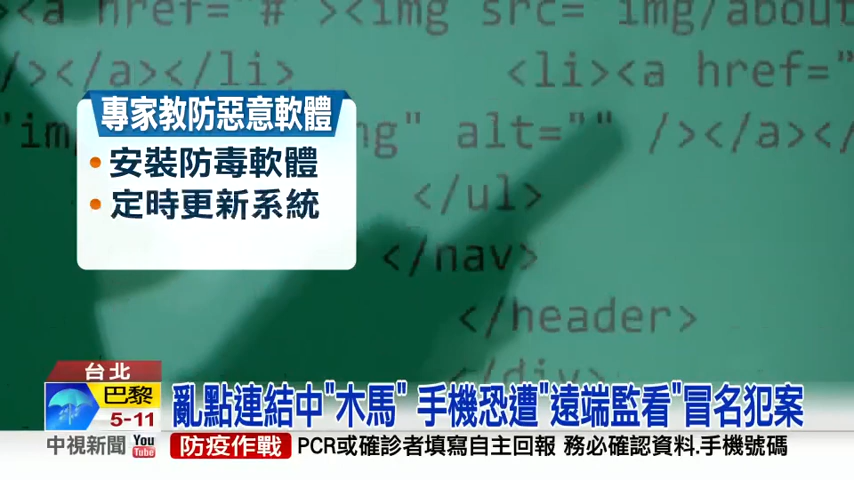 <a href="#"><img src="img/about
/></a></li>
<li><a href="
專家教防惡意軟體
"im
ng" alt="" /></a></
• 安裝防毒軟體
</ul>
• 定時更新系統
</nav>
</header>
</div>
台北
巴黎
5-11
亂點連結中"木馬" 手機恐遭"遠端監看"冒名犯案
中視新聞
You
Tube
防疫作戰
PCR或確診者填寫自主回報 務必確認資料.手機號碼